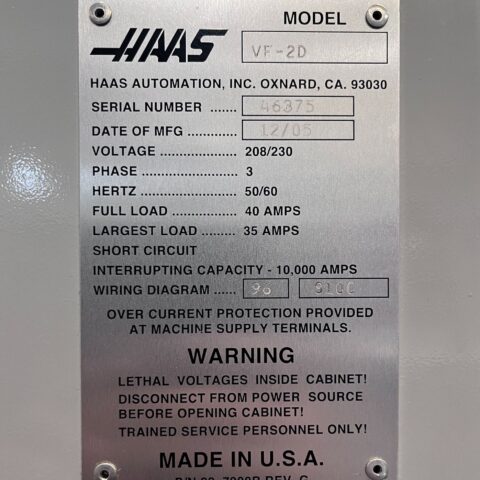 MODEL
HAAS VF-2D
HAAS AUTOMATION, INC. OXNARD, CA. 93030
SERIAL NUMBER ...... 46375
DATE OF MFG ............ 12/05
VOLTAGE ..................... 208/230
PHASE ......................... 3
HERTZ ......................... 50/60
FULL LOAD ................. 40 AMPS
LARGEST LOAD ......... 35 AMPS
SHORT CIRCUIT
INTERRUPTING CAPACITY - 10,000 AMPS
WIRING DIAGRAM ...... 96
OVER CURRENT PROTECTION PROVIDED
AT MACHINE SUPPLY TERMINALS.
WARNING
LETHAL VOLTAGES INSIDE CABINET!
DISCONNECT FROM POWER SOURCE
BEFORE OPENING CABINET!
TRAINED SERVICE PERSONNEL ONLY!
MADE IN U.S.A.